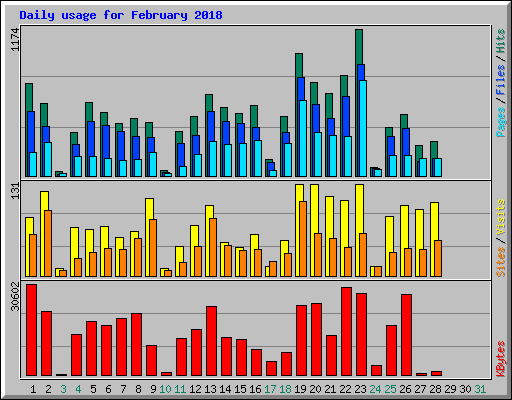 Daily usage for February 2018
1174
Pages / Files / Hits
131
Sites / Visits
30602
KBytes
1 2 3 4 5 6 7 8 9 10 11 12 13 14 15 16 17 18 19 20 21 22 23 24 25 26 27 28 29 30 31